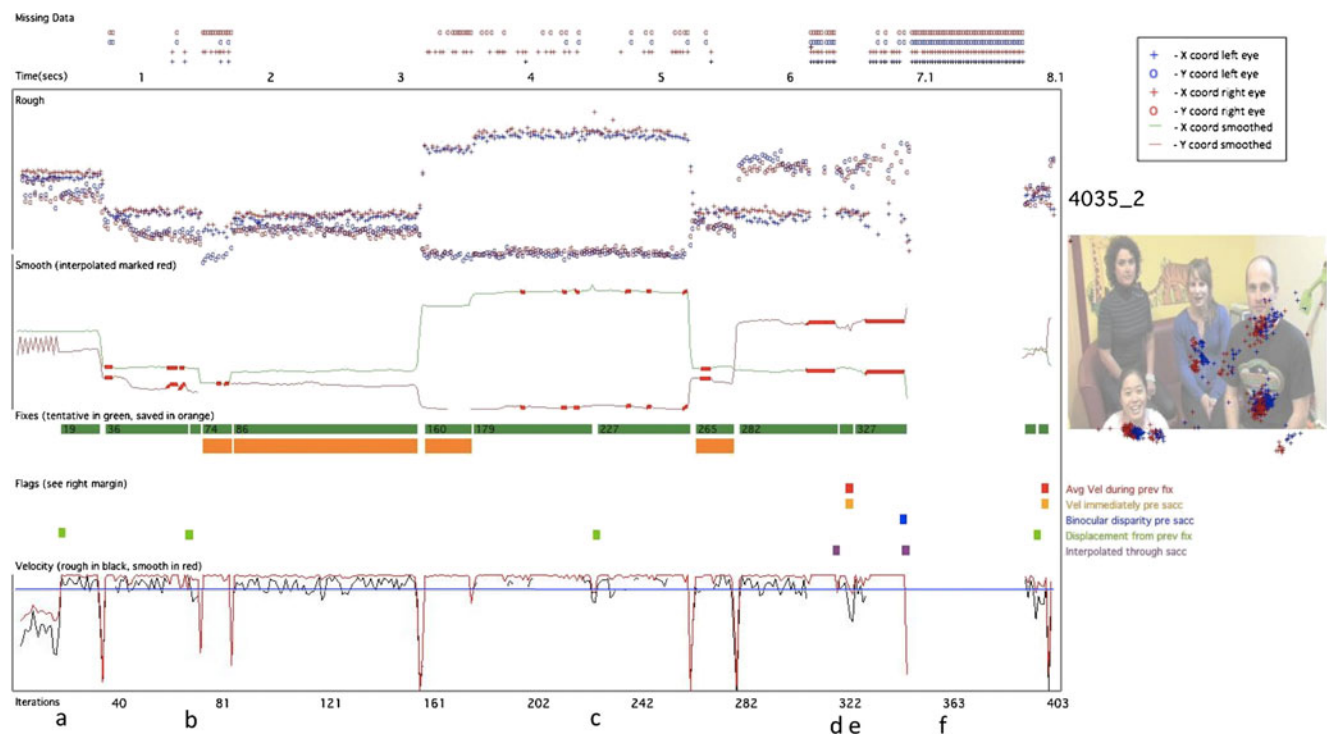 Missing Data
Time(secs) 1 2 3 4 5 6 7.1 8.1
+ - X coord left eye
o - Y coord left eye
+ - X coord right eye
o - Y coord right eye
- X coord smoothed
- Y coord smoothed
Rough
4035_2
Smooth (interpolated marked red)
Fixes (tentative in green, saved in orange)
19 36 74 86 160 179 227 265 282 327
Flags (see right margin)
Avg Vel during prev fix
Vel immediately pre sacc
Binocular disparity pre sacc
Displacement from prev fix
Interpolated through sacc
Velocity (rough in black, smooth in red)
Iterations 40 81 121 161 202 242 282 322 363 403
a b c d e f